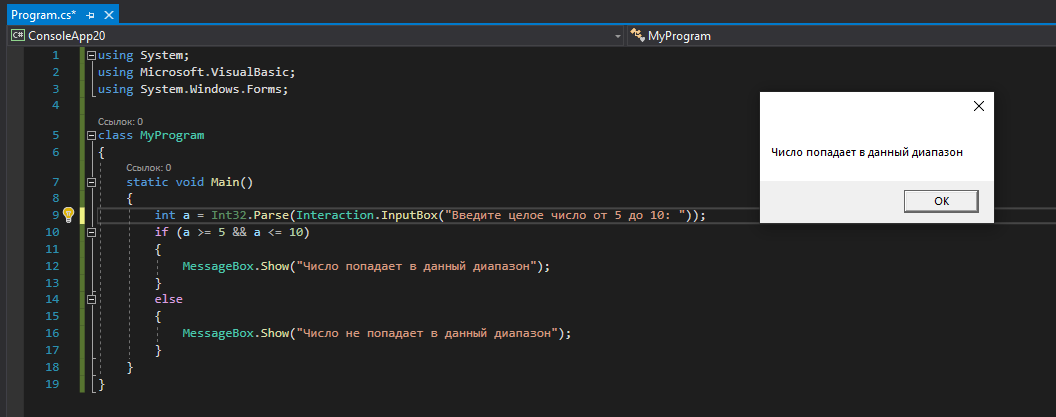 Program.cs*
C# ConsoleApp20
MyProgram
1 using System;
2 using Microsoft.VisualBasic;
3 using System.Windows.Forms;
4
Ссылок: 0
5 class MyProgram
6 {
Ссылок: 0
7 static void Main()
8 {
9 int a = Int32.Parse(Interaction.InputBox("Введите целое число от 5 до 10: "));
10 if (a >= 5 && a <= 10)
11 {
12 MessageBox.Show("Число попадает в данный диапазон");
13 }
14 else
15 {
16 MessageBox.Show("Число не попадает в данный диапазон");
17 }
18 }
19 }
Число попадает в данный диапазон
OK